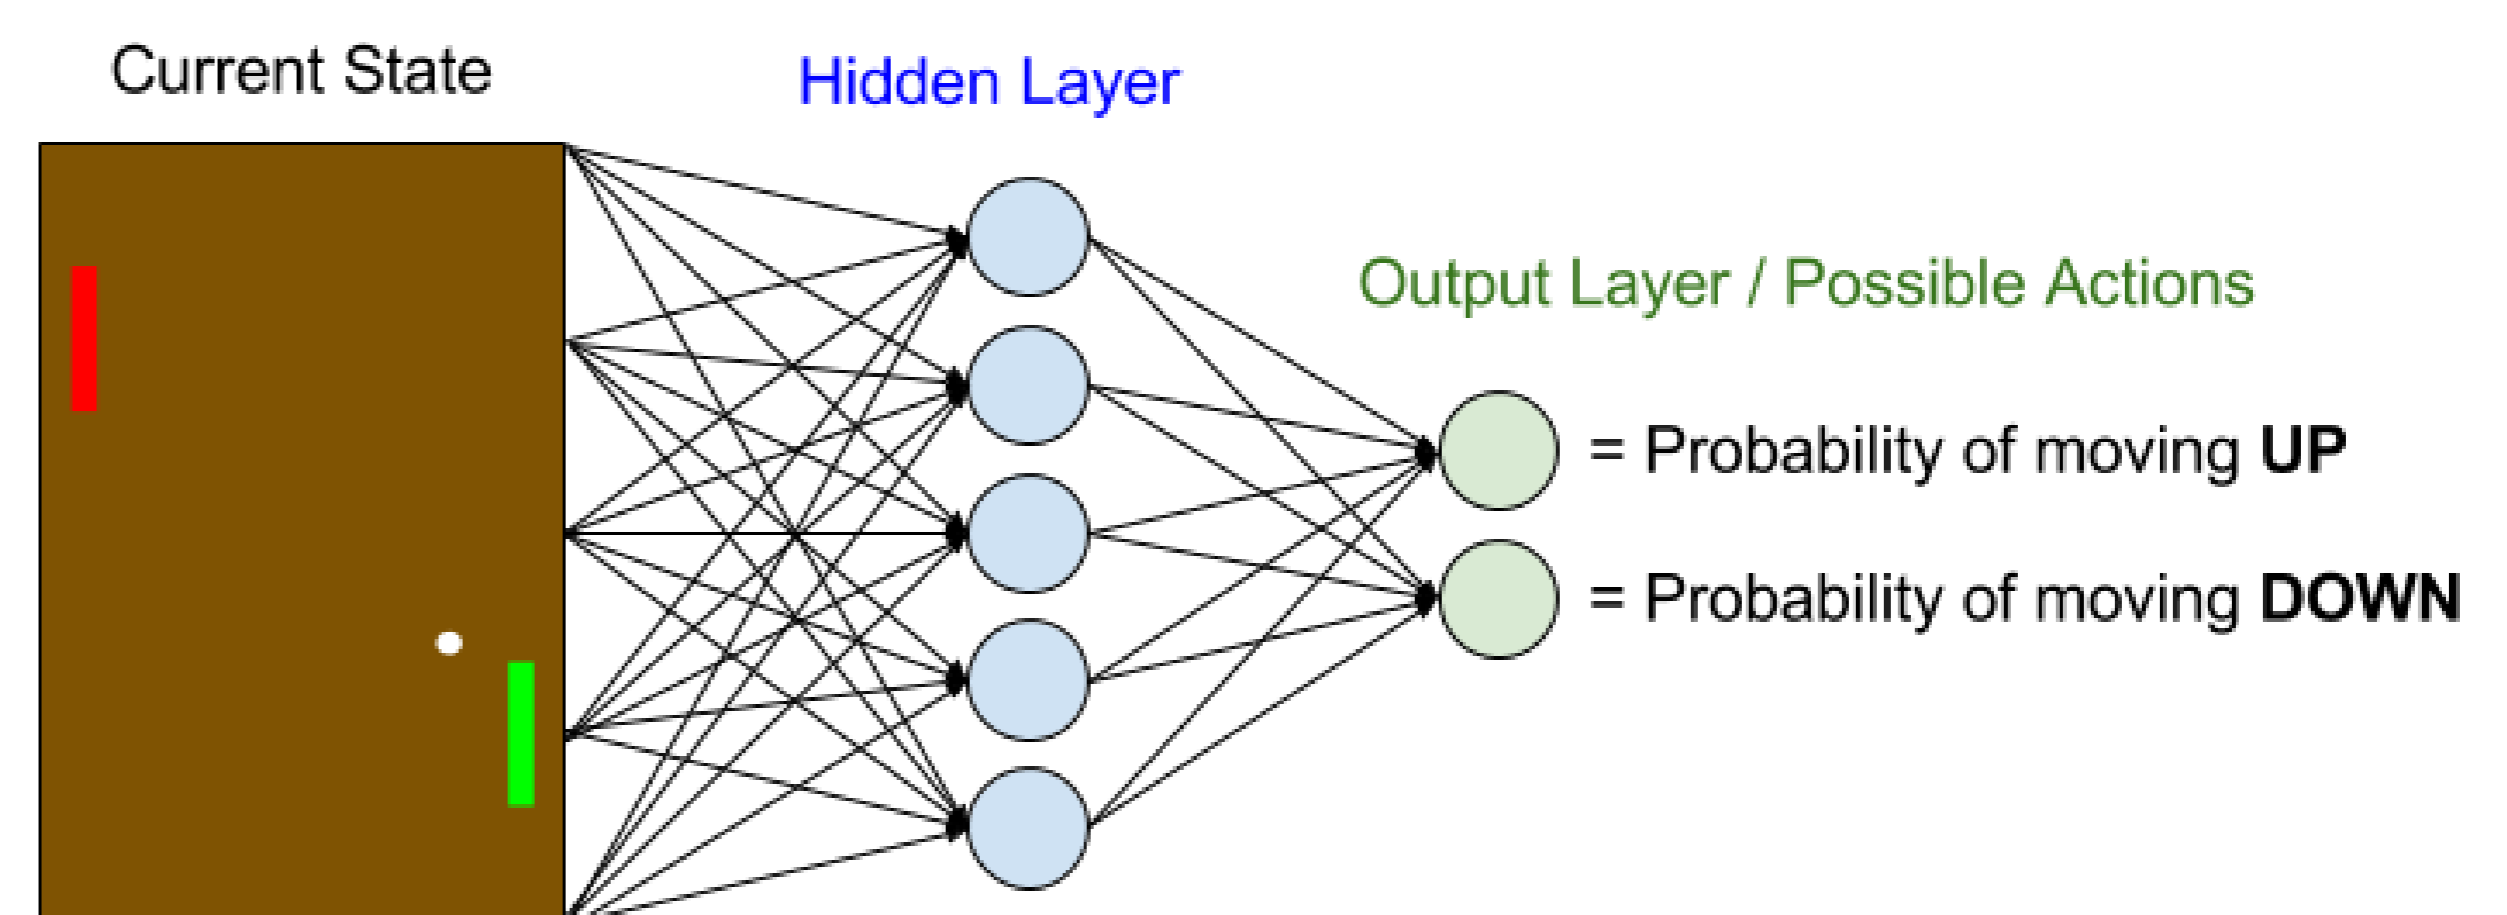 Current State
Hidden Layer
Output Layer / Possible Actions
= Probability of moving UP
= Probability of moving DOWN